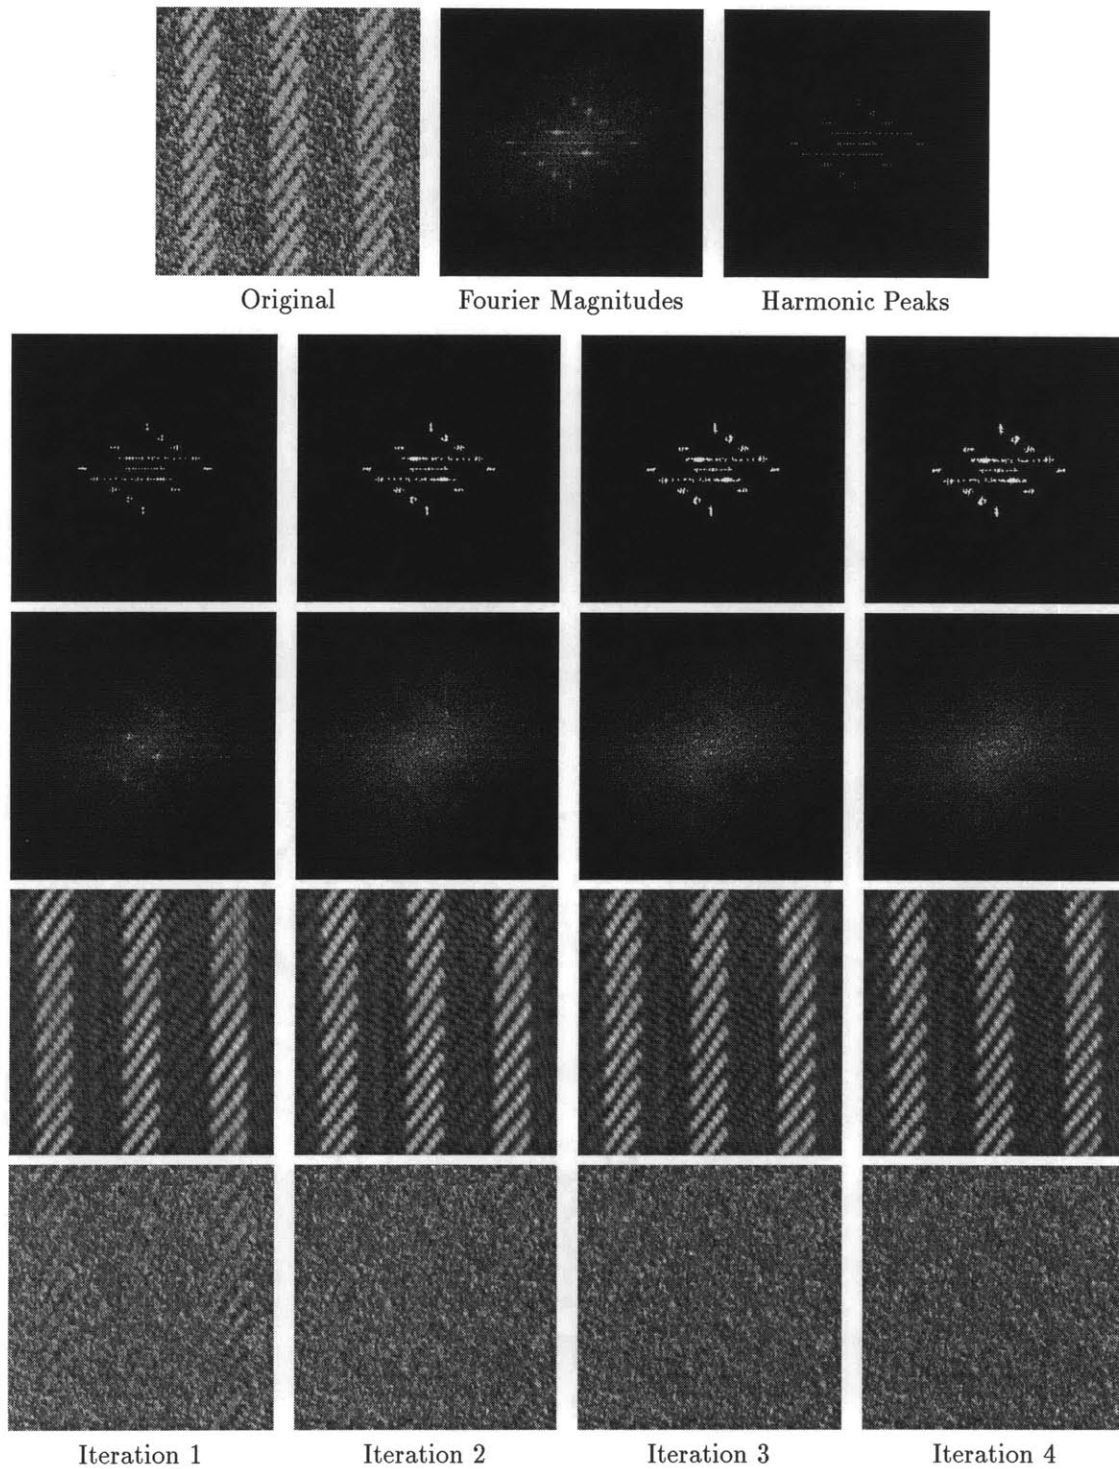 Original
Fourier Magnitudes
Harmonic Peaks
Iteration 1
Iteration 2
Iteration 3
Iteration 4